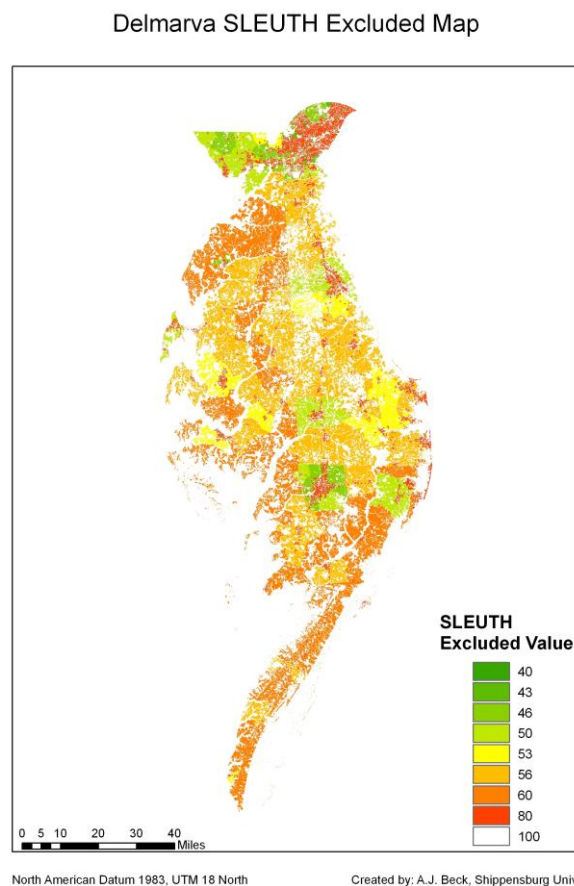 Delmarva SLEUTH Excluded Map
SLEUTH
Excluded Value
40
43
46
50
53
56
60
80
100
0 5 10 20 30 40
Miles
North American Datum 1983, UTM 18 North
Created by: A.J. Beck, Shippensburg Univ